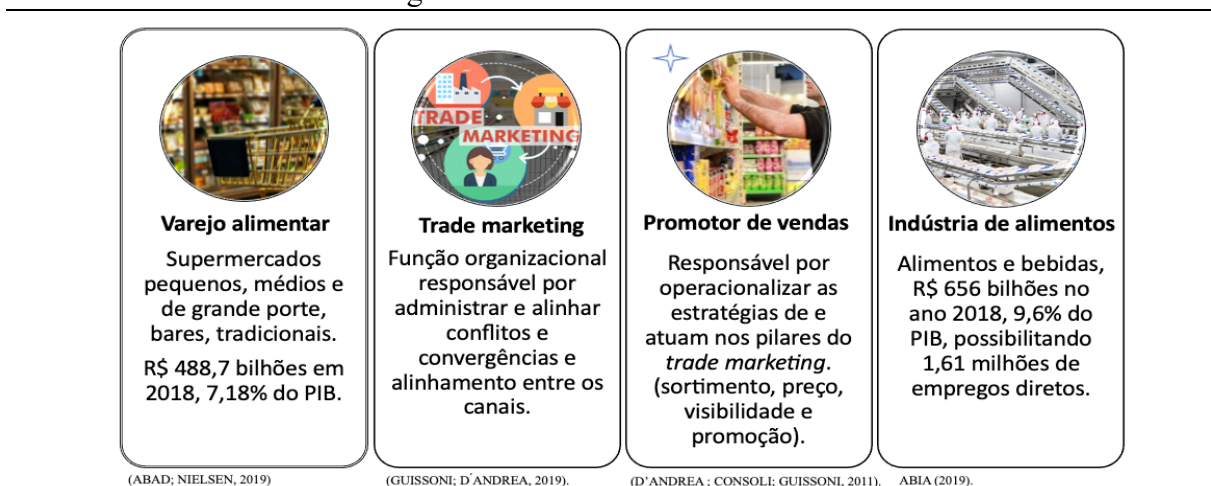 TRADE
MARKETING
Varejo alimentar
Supermercados
pequenos, médios e
de grande porte,
bares, tradicionais.
R$ 488,7 bilhões em
2018, 7,18% do PIB.
(ABAD; NIELSEN, 2019)
Trade marketing
Função organizacional
responsável por
administrar e alinhar
conflitos e
convergências e
alinhamento entre os
canais.
(GUISSONI; D´ANDREA, 2019).
Promotor de vendas
Responsável por
operacionalizar as
estratégias de e
atuam nos pilares do
trade marketing.
(sortimento, preço,
visibilidade e
promoção).
(D'ANDREA ; CONSOLI; GUISSONI, 2011).
Indústria de alimentos
Alimentos e bebidas,
R$ 656 bilhões no
ano 2018, 9,6% do
PIB, possibilitando
1,61 milhões de
empregos diretos.
ABIA (2019).